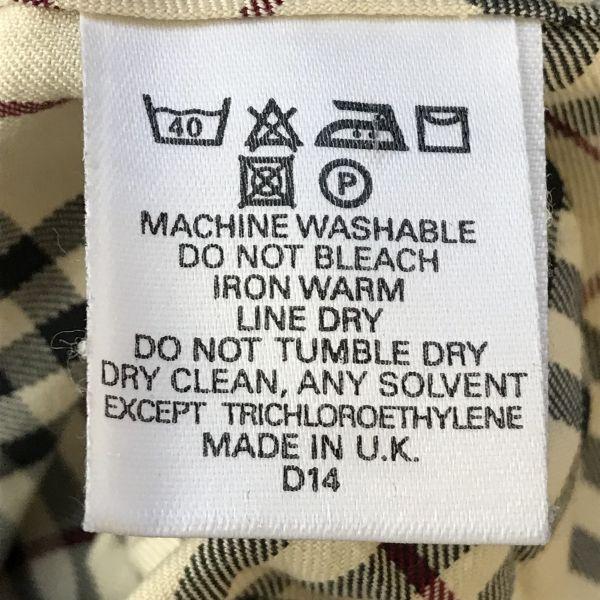 40
P
MACHINE WASHABLE
DO NOT BLEACH
IRON WARM
LINE DRY
DO NOT TUMBLE DRY
DRY CLEAN, ANY SOLVENT
EXCEPT TRICHLOROETHYLENE
MADE IN U.K.
D14